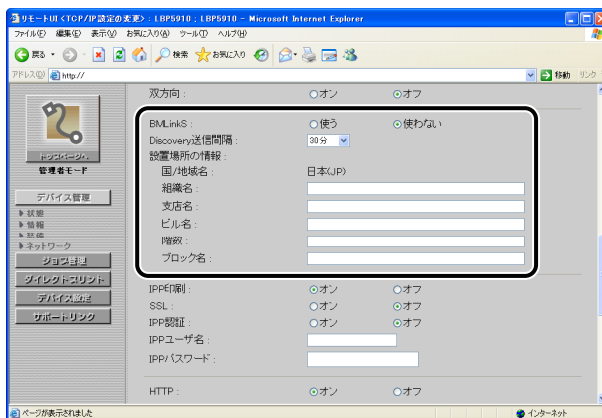 リモートUI <TCP/IP設定の変更> : LBP5910 ; LBP5910 - Microsoft Internet Explorer
ファイル(F) 編集(E) 表示(V) お気に入り(A) ツール(T) ヘルプ(H)
戻る 検索 お気に入り
アドレス(D) http:// 移動 リンク
トップページへ
管理者モード
デバイス管理
状態
情報
ネットワーク
ジョブ管理
ダイレクトプリント
デバイス設定
サポートリンク
双方向 : オン オフ
BMLinkS : 使う 使わない
Discovery送信間隔 : 30分
設置場所の情報 :
国/地域名 : 日本(JP)
組織名 :
支店名 :
ビル名 :
階数 :
ブロック名 :
IPP印刷 : オン オフ
SSL : オン オフ
IPP認証 : オン オフ
IPPユーザ名 :
IPPパスワード :
HTTP : オン オフ
ページが表示されました インターネット